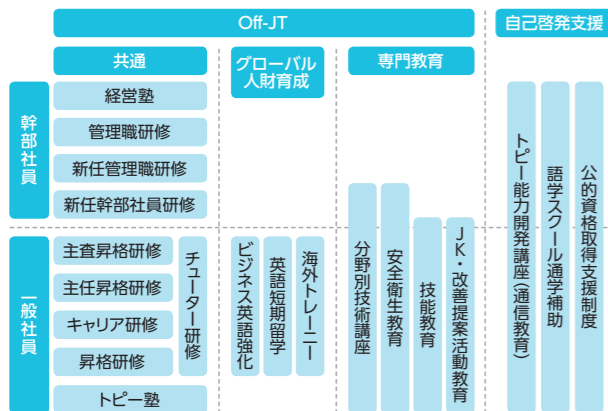 Off-JT
自己啓発支援
共通
グローバル
人財育成
専門教育
幹部社員
経営塾
管理職研修
新任管理職研修
新任幹部社員研修
一般社員
主査昇格研修
主任昇格研修
キャリア研修
昇格研修
チューター研修
トピー塾
ビジネス英語強化
英語短期留学
海外トレーニー
分野別技術講座
安全衛生教育
技能教育
JK・改善提案活動教育
トピー能力開発講座(通信教育)
語学スクール通学補助
公的資格取得支援制度